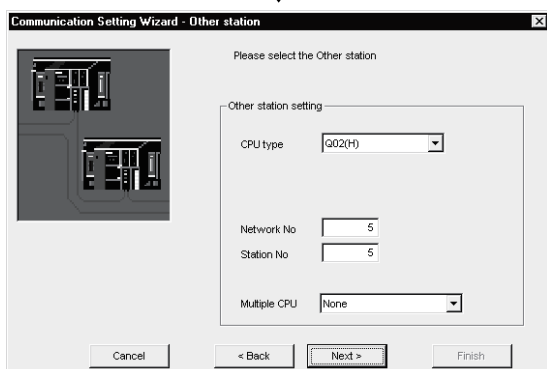 Communication Setting Wizard - Other station
Please select the Other station
Other station setting
CPU type Q02(H)
Network No 5
Station No 5
Multiple CPU None
Cancel < Back Next > Finish